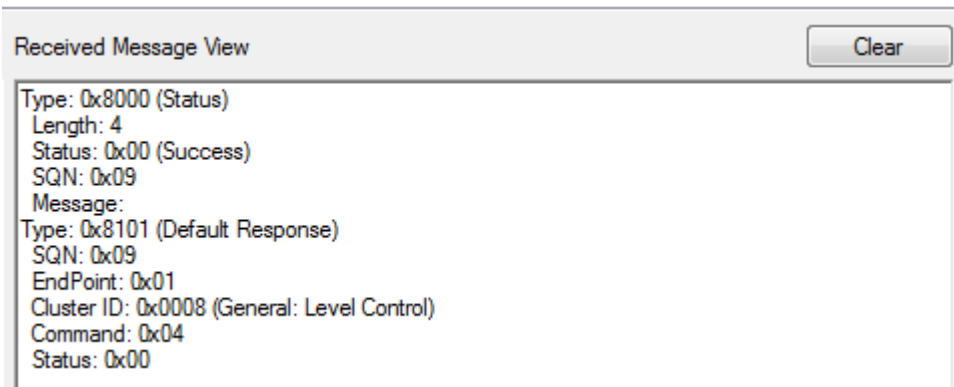 Received Message View
Clear
Type: 0x8000 (Status)
Length: 4
Status: 0x00 (Success)
SQN: 0x09
Message:
Type: 0x8101 (Default Response)
SQN: 0x09
EndPoint: 0x01
Cluster ID: 0x0008 (General: Level Control)
Command: 0x04
Status: 0x00